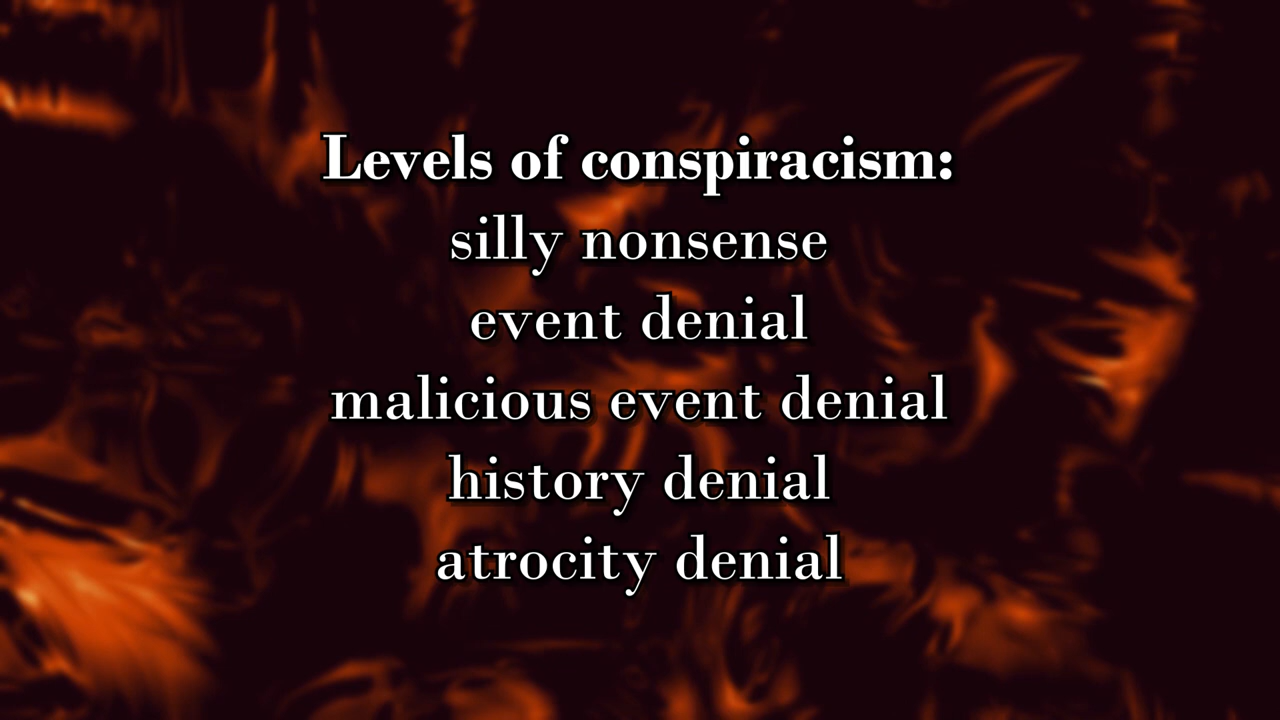 Levels of conspiracism:
silly nonsense
event denial
malicious event denial
history denial
atrocity denial